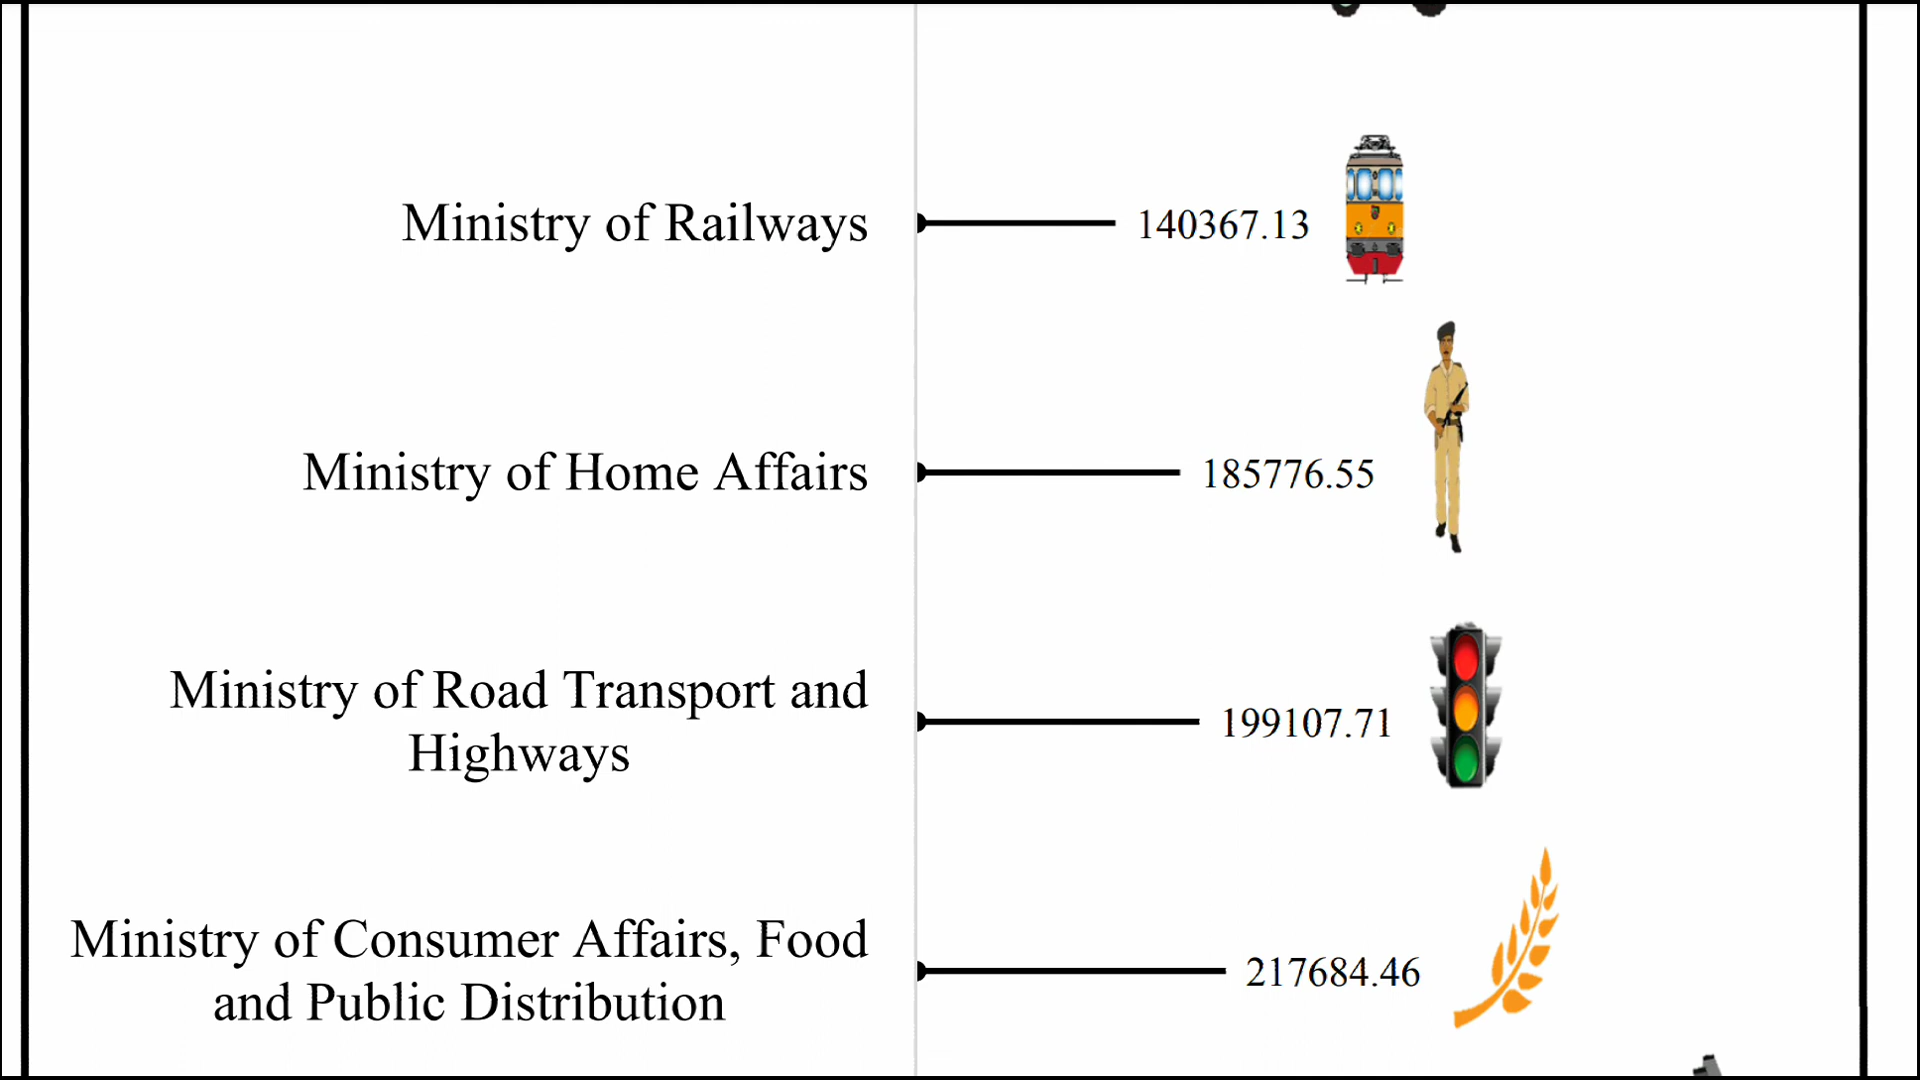 Ministry of Railways
140367.13
Ministry of Home Affairs
185776.55
Ministry of Road Transport and
Highways
199107.71
Ministry of Consumer Affairs, Food
and Public Distribution
217684.46